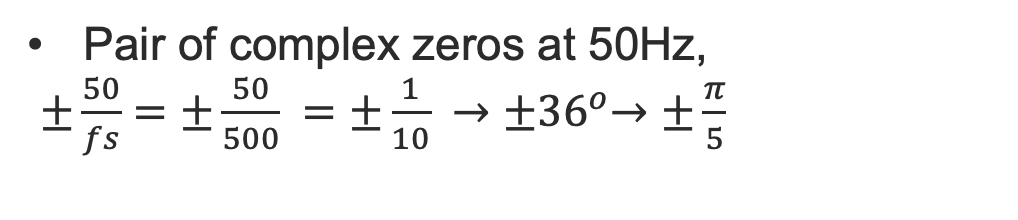 • Pair of complex zeros at 50Hz,
± 50/fs = ± 50/500 = ± 1/10 → ±36° → ± π/5